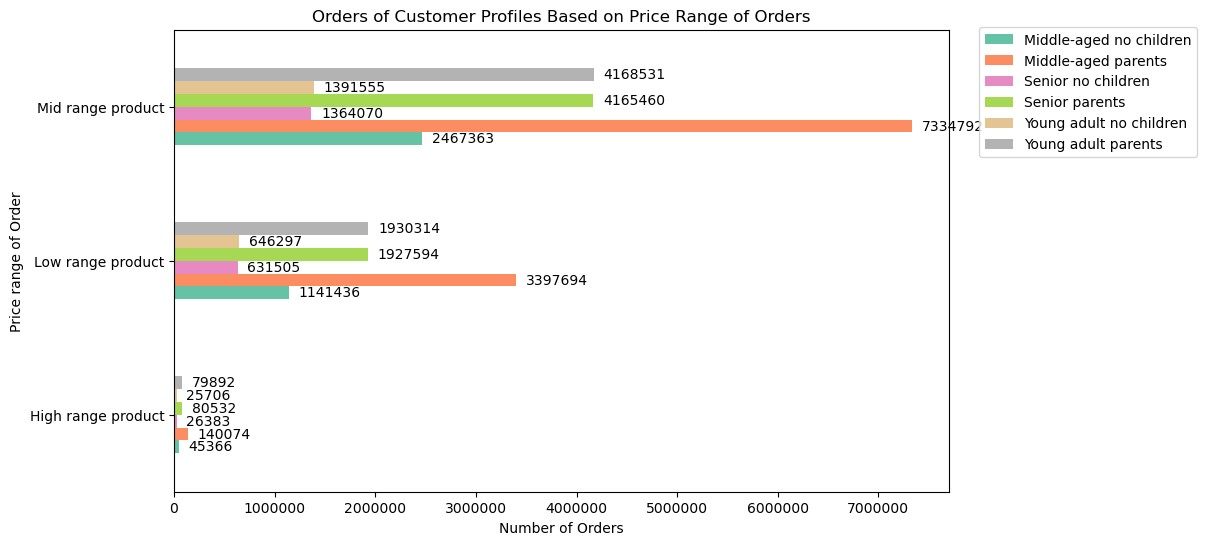 Orders of Customer Profiles Based on Price Range of Orders
Middle-aged no children
Middle-aged parents
Senior no children
Senior parents
Young adult no children
Young adult parents
Price range of Order
Mid range product
4168531
1391555
4165460
1364070
7334792
2467363
Low range product
1930314
646297
1927594
631505
3397694
1141436
High range product
79892
25706
80532
26383
140074
45366
0 1000000 2000000 3000000 4000000 5000000 6000000 7000000
Number of Orders